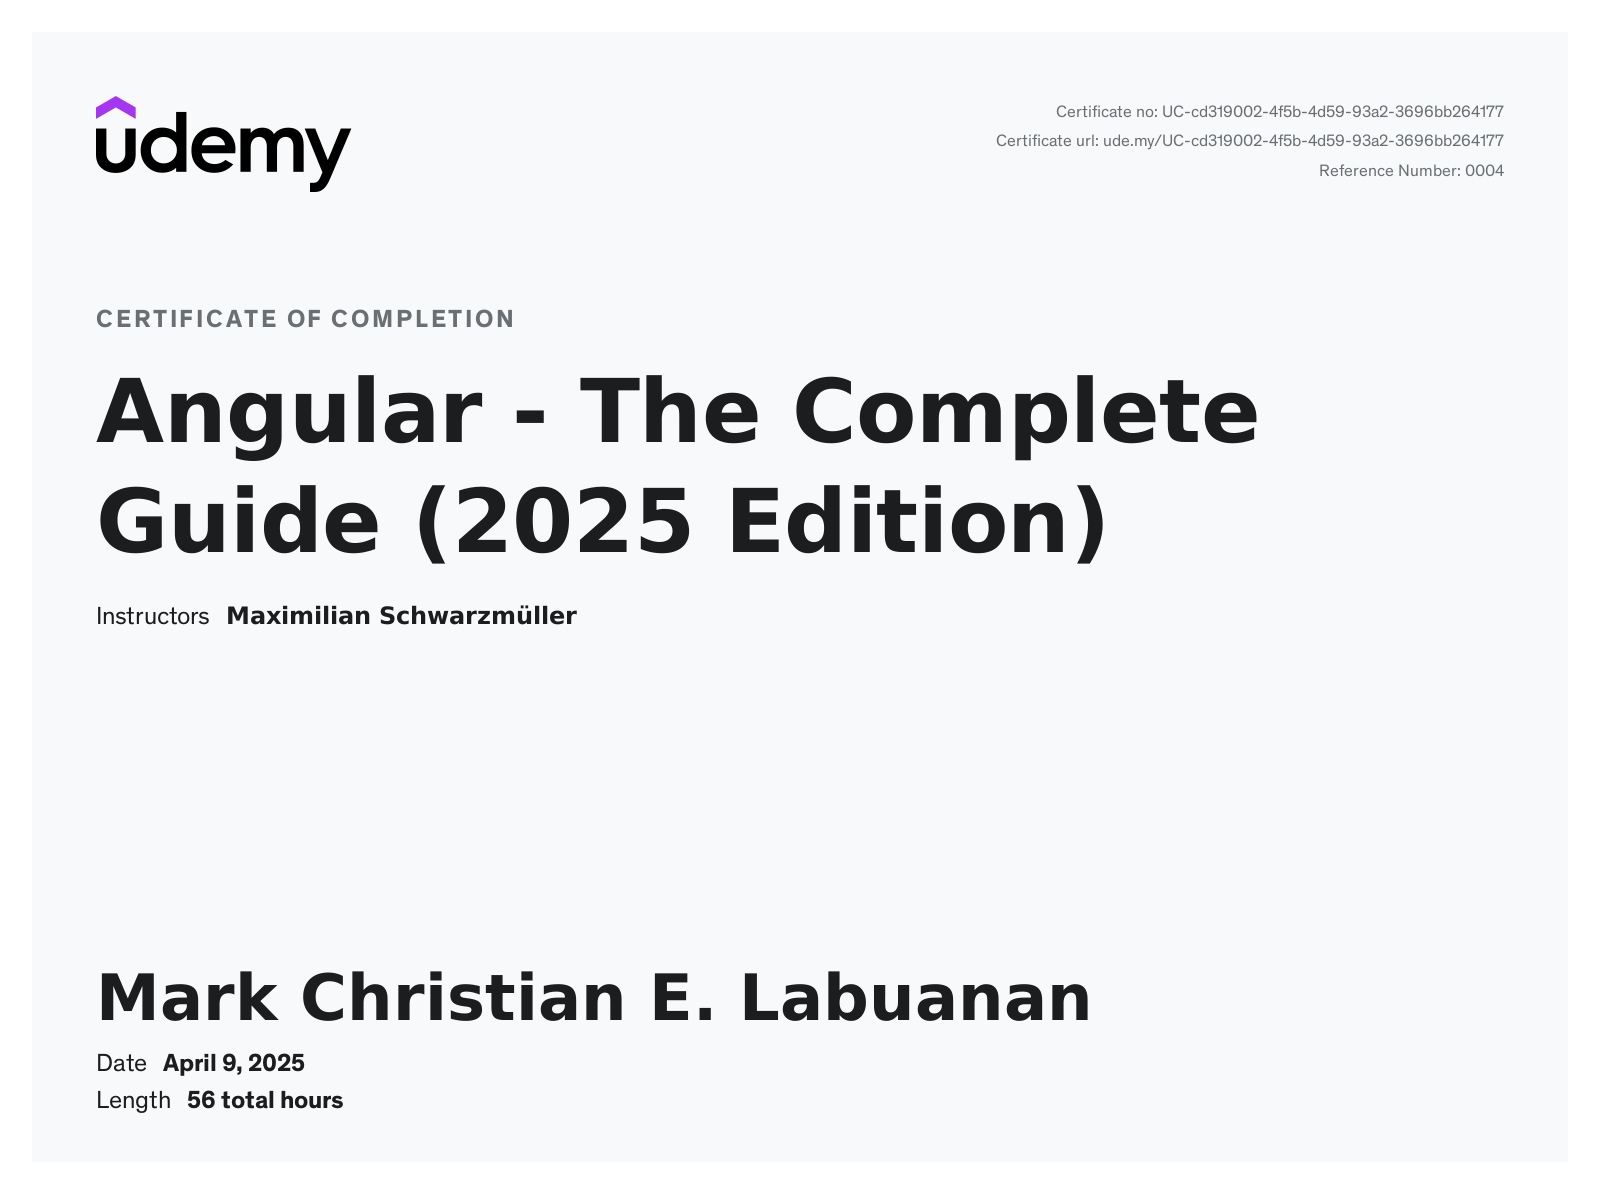 udemy
Certificate no: UC-cd319002-4f5b-4d59-93a2-3696bb264177
Certificate url: ude.my/UC-cd319002-4f5b-4d59-93a2-3696bb264177
Reference Number: 0004
CERTIFICATE OF COMPLETION
Angular - The Complete
Guide (2025 Edition)
Instructors Maximilian Schwarzmüller
Mark Christian E. Labuanan
Date April 9, 2025
Length 56 total hours